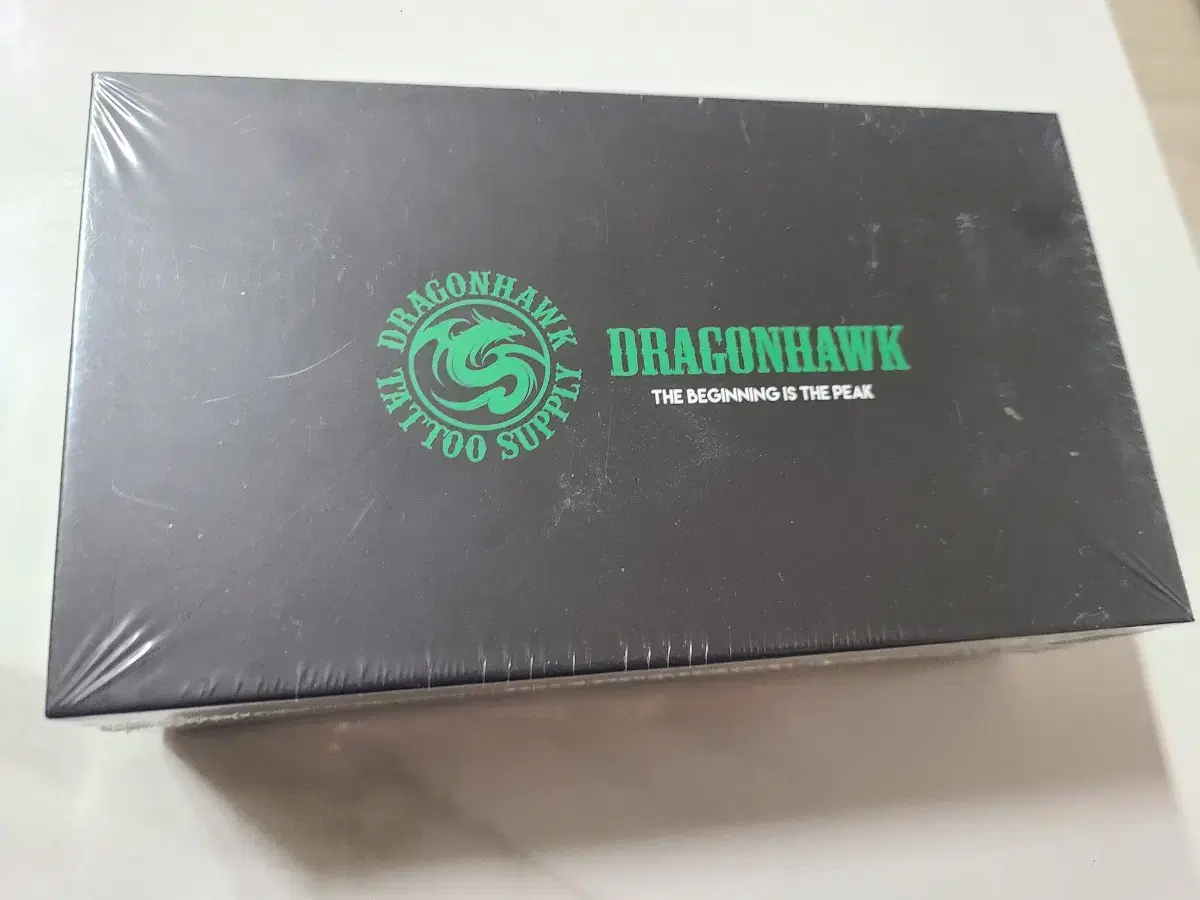 DRAGONHAWK
TATTOO SUPPLY
DRAGONHAWK
THE BEGINNING IS THE PEAK